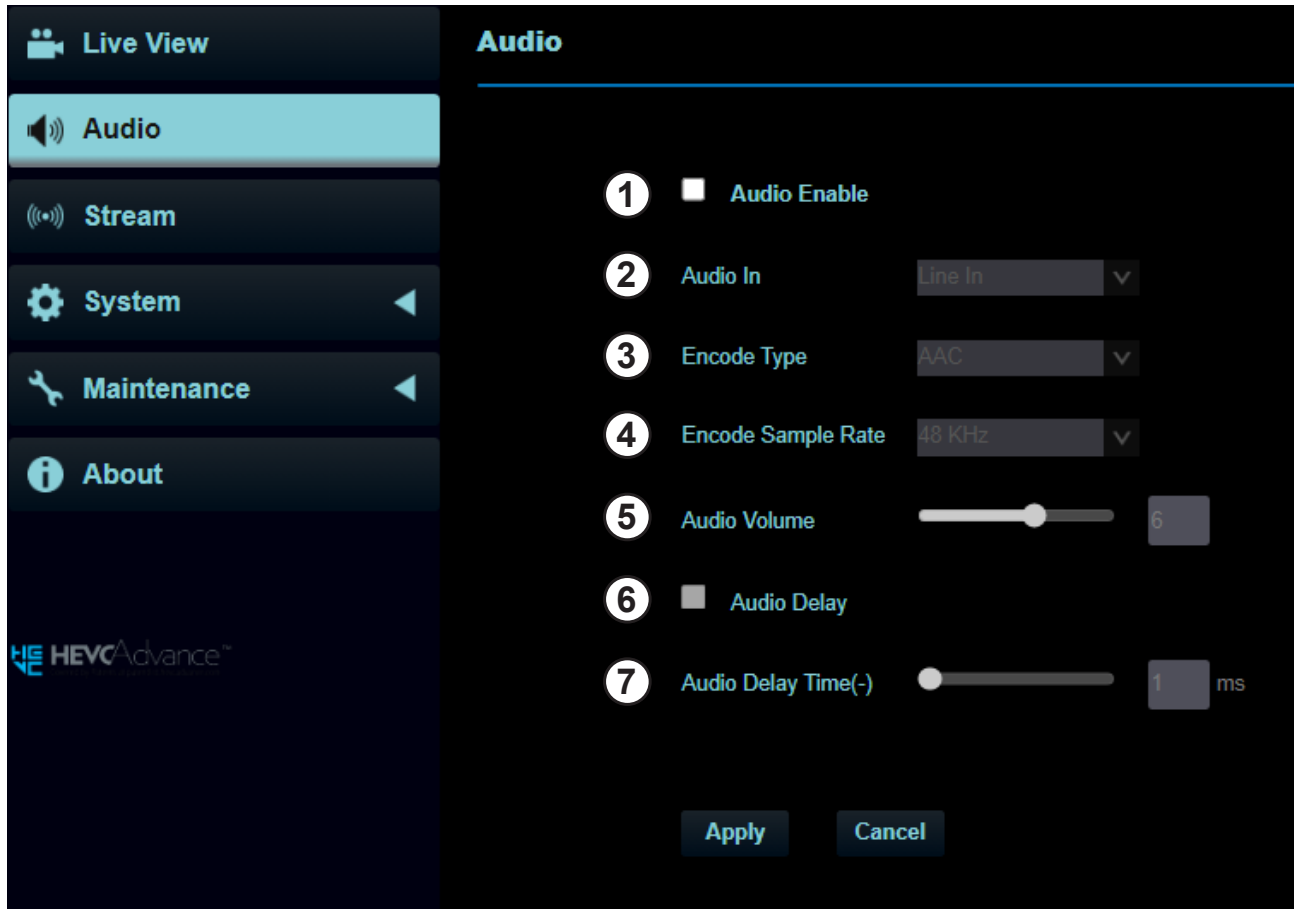 Live View
Audio
Stream
System
Maintenance
About
HEVCAdvance™
Audio
1 Audio Enable
2 Audio In Line In
3 Encode Type AAC
4 Encode Sample Rate 48 KHz
5 Audio Volume 6
6 Audio Delay
7 Audio Delay Time(-) 1 ms
Apply Cancel